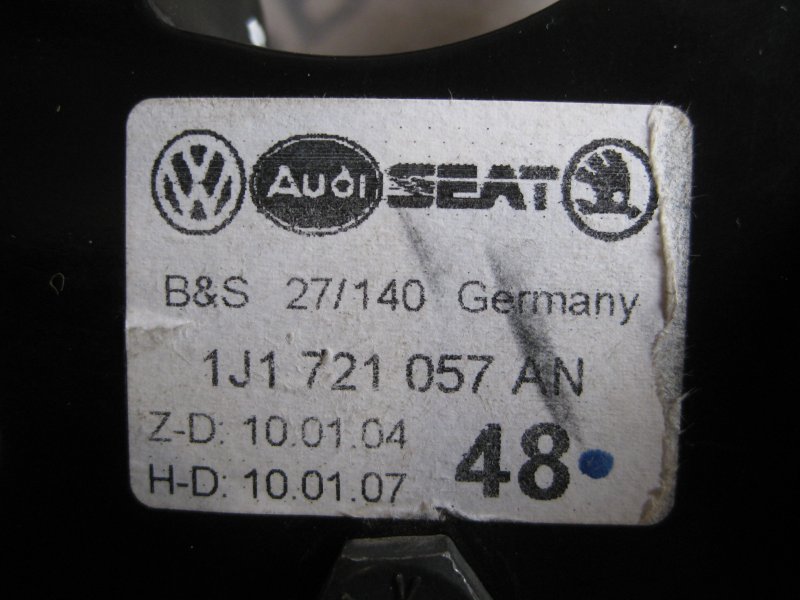 VW Audi SEAT
B&S 27/140 Germany
1J1 721 057 AN
Z-D: 10.01.04 48
H-D: 10.01.07